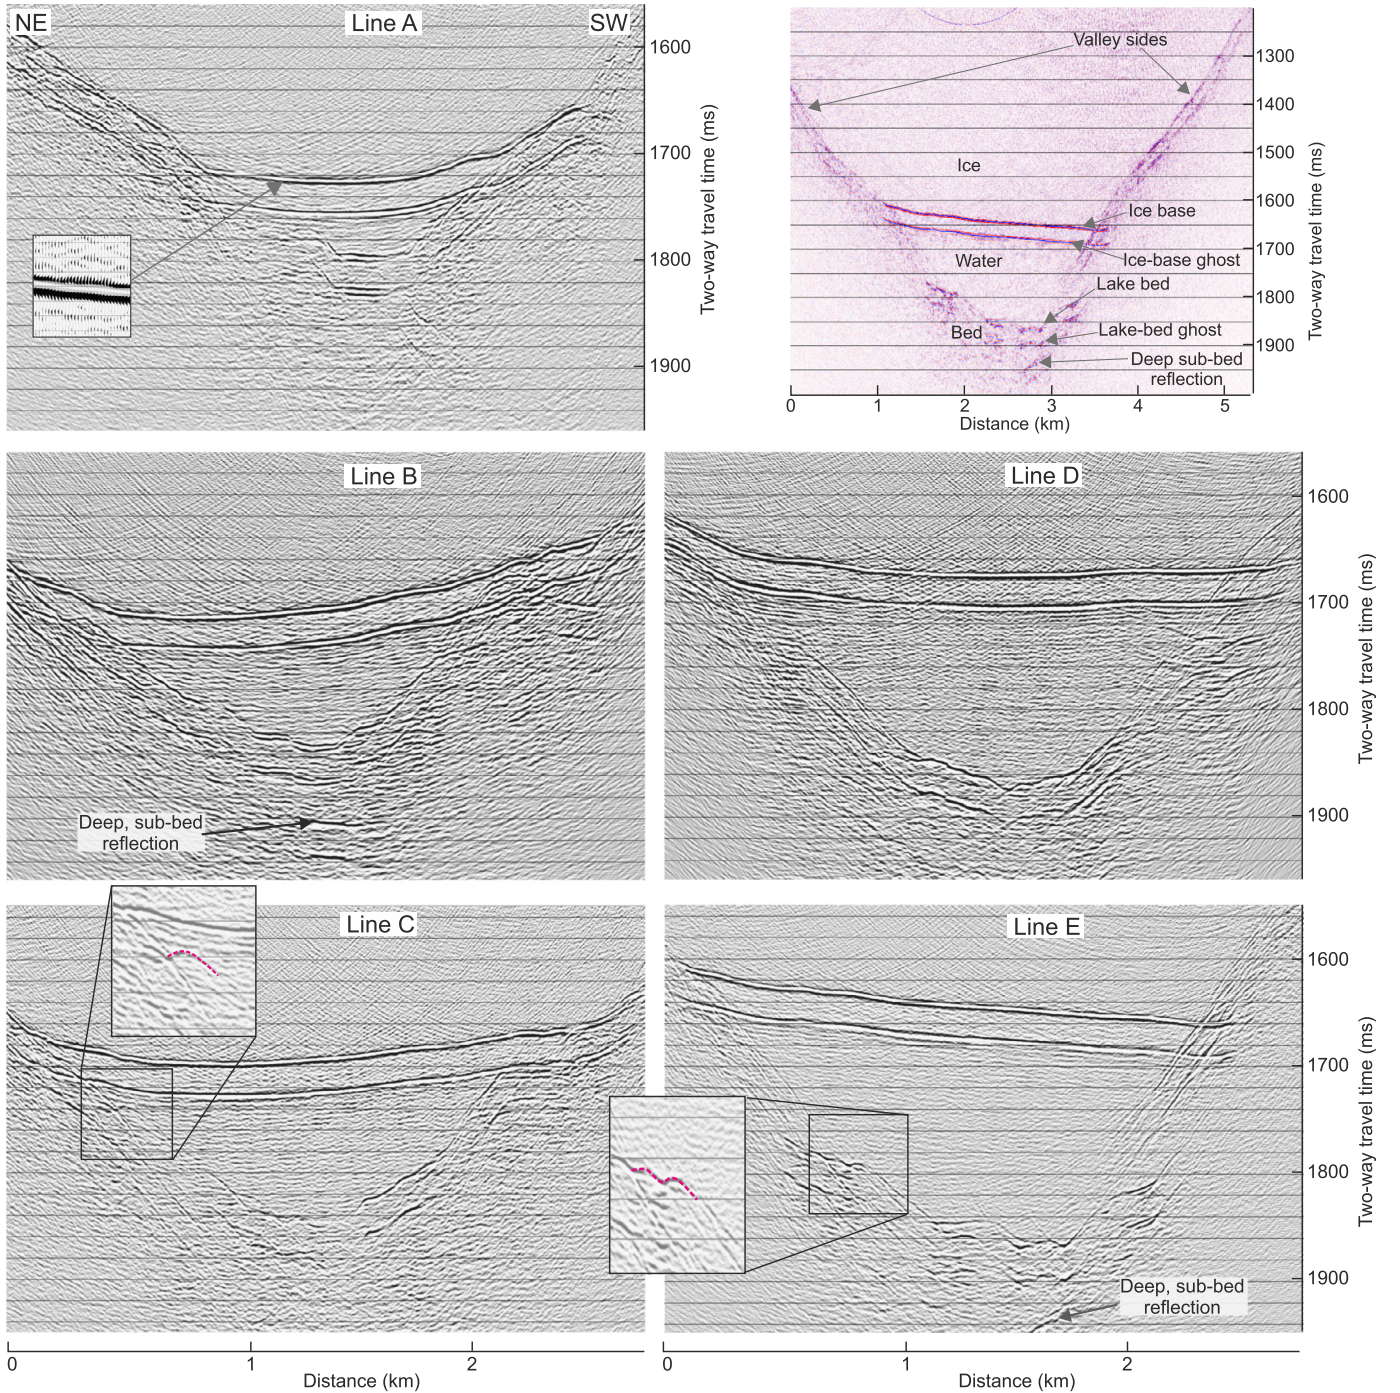 NE
Line A
SW
1600
1700
1800
1900
Two-way travel time (ms)
Valley sides
Ice
Ice base
Ice-base ghost
Water
Lake bed
Bed
Lake-bed ghost
Deep sub-bed
reflection
1300
1400
1500
1600
1700
1800
1900
Two-way travel time (ms)
0 1 2 3 4 5
Distance (km)
Line B
Deep, sub-bed
reflection
Line D
1600
1700
1800
1900
Two-way travel time (ms)
Line C
Line E
Deep, sub-bed
reflection
1600
1700
1800
1900
Two-way travel time (ms)
0 1 2
Distance (km)
0 1 2
Distance (km)